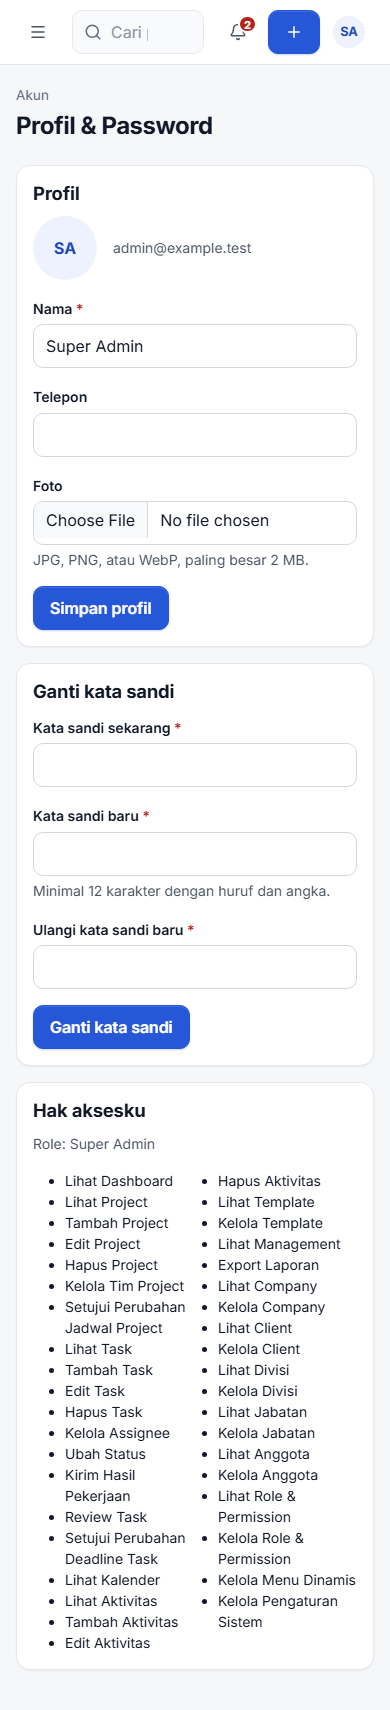 Cari
2
+
SA
Akun
Profil & Password
Profil
SA
admin@example.test
Nama *
Super Admin
Telepon
Foto
Choose File No file chosen
JPG, PNG, atau WebP, paling besar 2 MB.
Simpan profil
Ganti kata sandi
Kata sandi sekarang *
Kata sandi baru *
Minimal 12 karakter dengan huruf dan angka.
Ulangi kata sandi baru *
Ganti kata sandi
Hak aksesku
Role: Super Admin
Lihat Dashboard
Lihat Project
Tambah Project
Edit Project
Hapus Project
Kelola Tim Project
Setujui Perubahan
Jadwal Project
Lihat Task
Tambah Task
Edit Task
Hapus Task
Kelola Assignee
Ubah Status
Kirim Hasil
Pekerjaan
Review Task
Setujui Perubahan
Deadline Task
Lihat Kalender
Lihat Aktivitas
Tambah Aktivitas
Edit Aktivitas
Hapus Aktivitas
Lihat Template
Kelola Template
Lihat Management
Export Laporan
Lihat Company
Kelola Company
Lihat Client
Kelola Client
Lihat Divisi
Kelola Divisi
Lihat Jabatan
Kelola Jabatan
Lihat Anggota
Kelola Anggota
Lihat Role &
Permission
Kelola Role &
Permission
Kelola Menu Dinamis
Kelola Pengaturan
Sistem